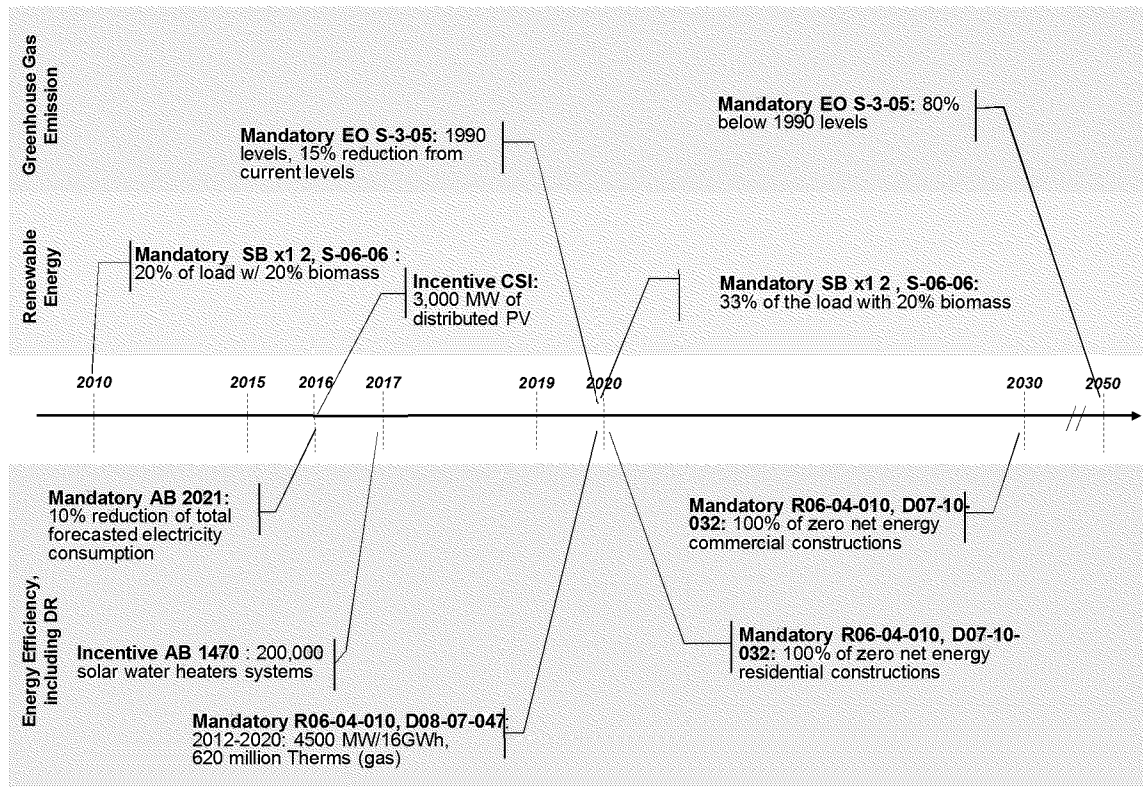 Greenhouse Gas
Emission
Mandatory EO S-3-05: 1990
levels, 15% reduction from
current levels
Mandatory EO S-3-05: 80%
below 1990 levels
Renewable
Energy
Mandatory SB x1 2, S-06-06 :
20% of load w/ 20% biomass
Incentive CSI:
3,000 MW of
distributed PV
Mandatory SB x1 2 , S-06-06:
33% of the load with 20% biomass
2010 2015 2016 2017 2019 2020 2030 2050
Energy Efficiency,
including DR
Mandatory AB 2021:
10% reduction of total
forecasted electricity
consumption
Mandatory R06-04-010, D07-10-
032: 100% of zero net energy
commercial constructions
Incentive AB 1470 : 200,000
solar water heaters systems
Mandatory R06-04-010, D07-10-
032: 100% of zero net energy
residential constructions
Mandatory R06-04-010, D08-07-047:
2012-2020: 4500 MW/16GWh,
620 million Therms (gas)